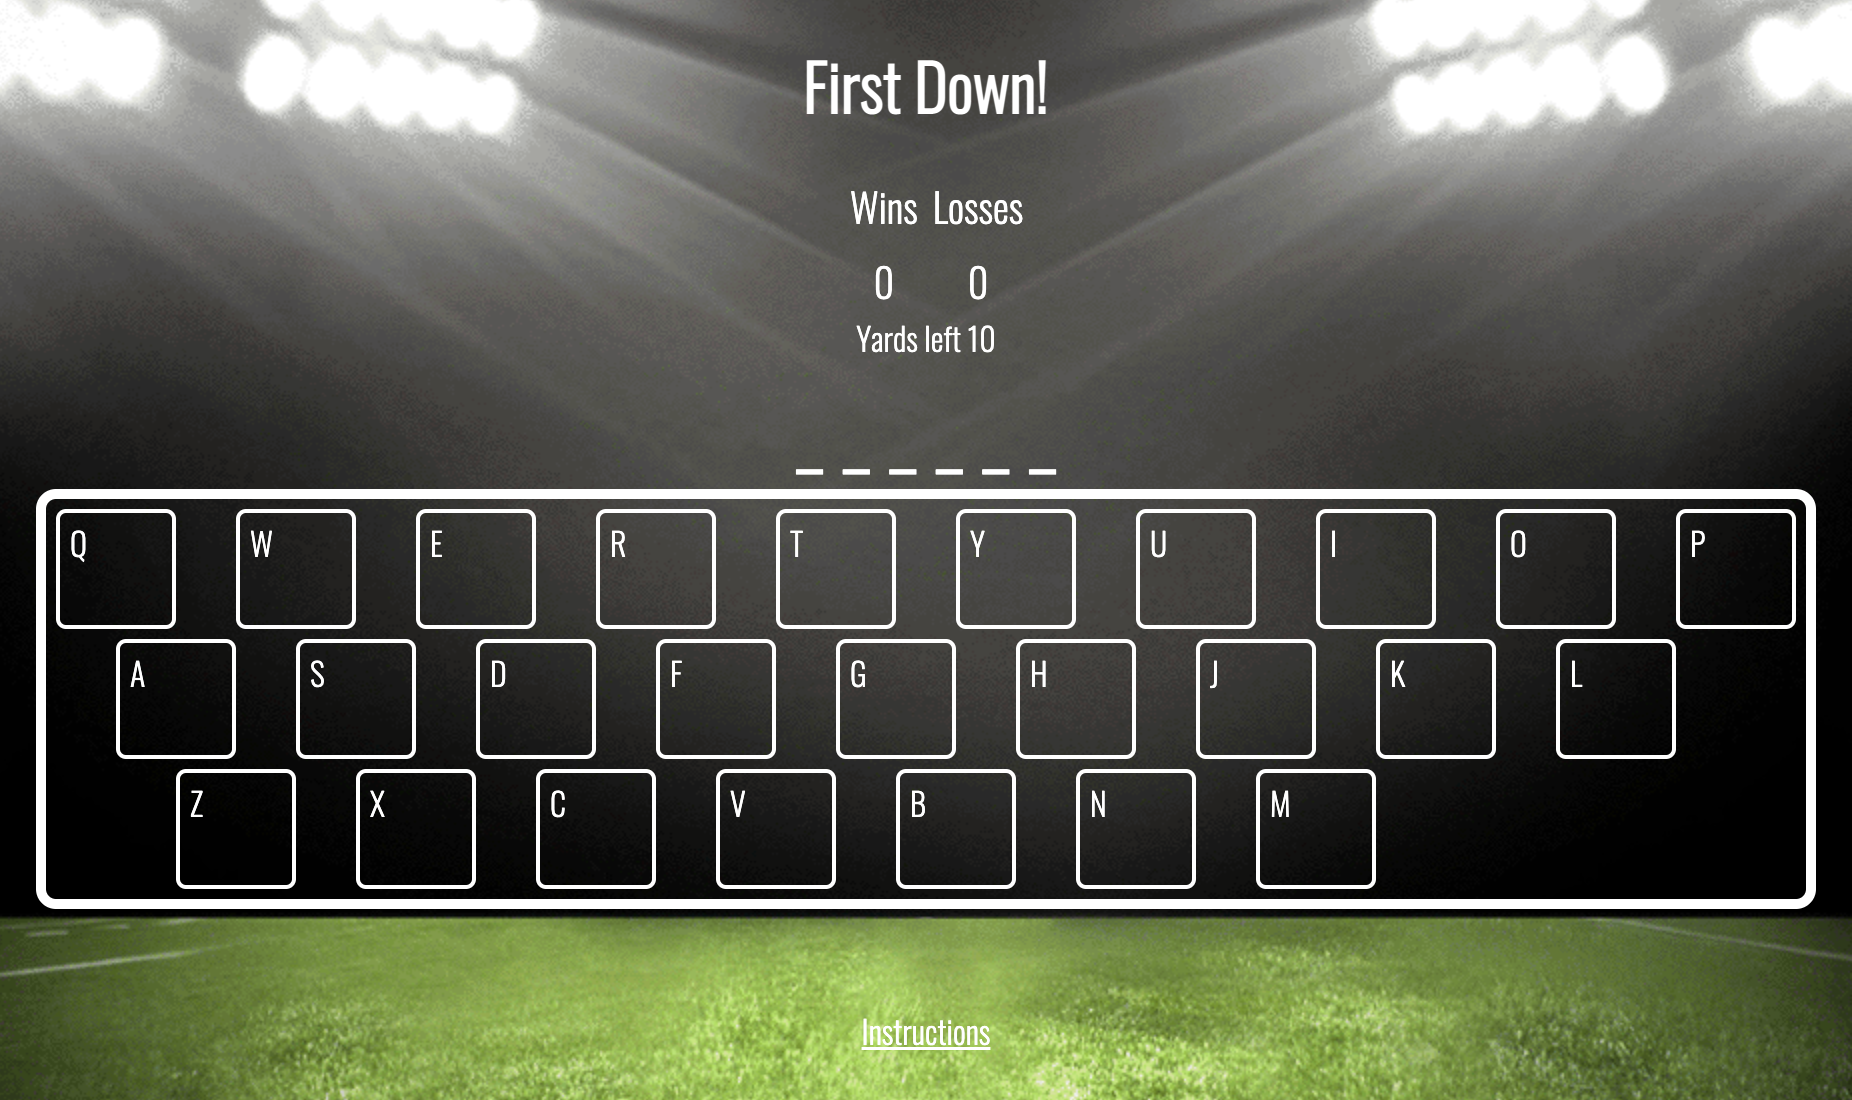 First Down!
Wins Losses
0 0
Yards left 10
_ _ _ _ _ _
Q W E R T Y U I O P
A S D F G H J K L
Z X C V B N M
Instructions